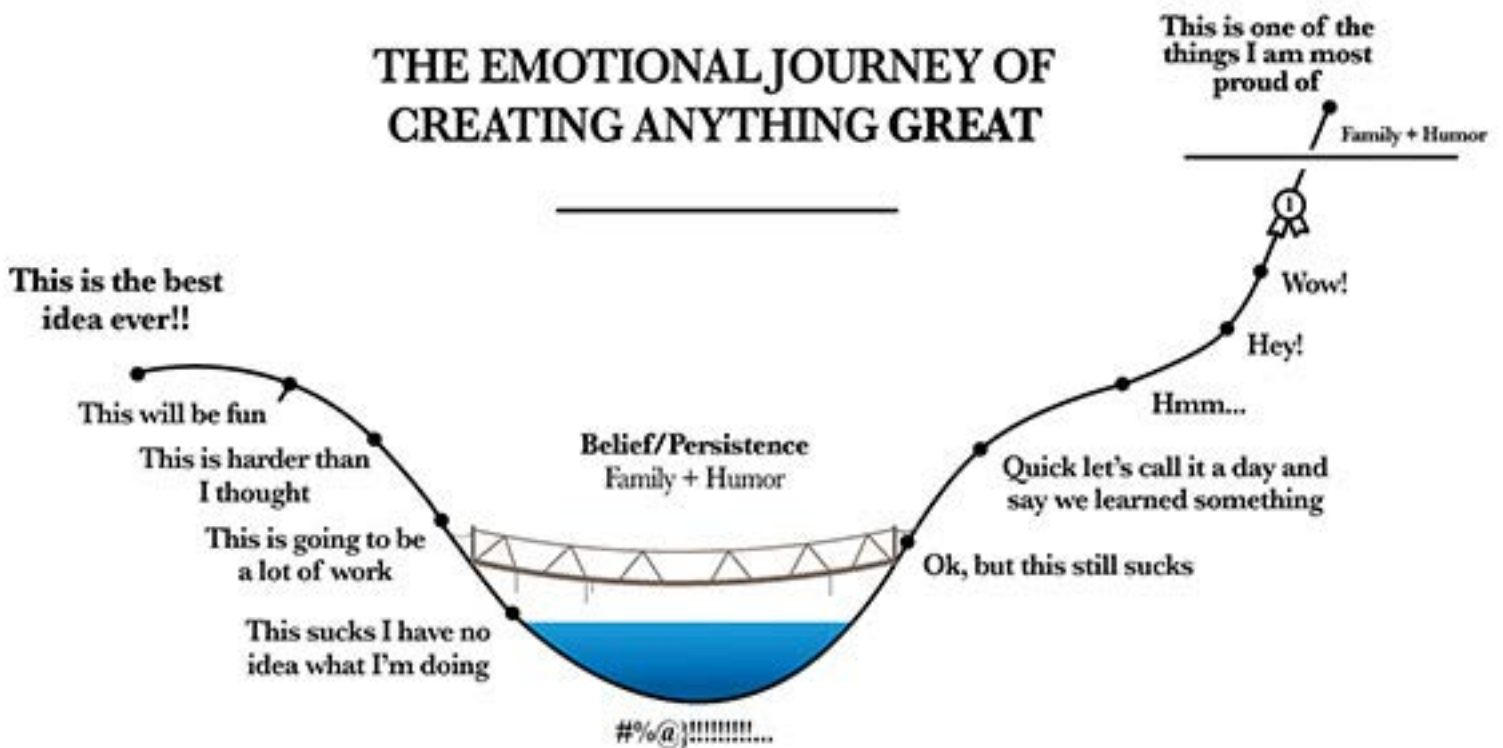 THE EMOTIONAL JOURNEY OF
CREATING ANYTHING GREAT
This is the best
idea ever!!
This will be fun
This is harder than
I thought
This is going to be
a lot of work
This sucks I have no
idea what I'm doing
#%@}!!!!!!!!!!...
Belief/Persistence
Family + Humor
Ok, but this still sucks
Quick let's call it a day and
say we learned something
Hmm...
Hey!
Wow!
1
Family + Humor
This is one of the
things I am most
proud of